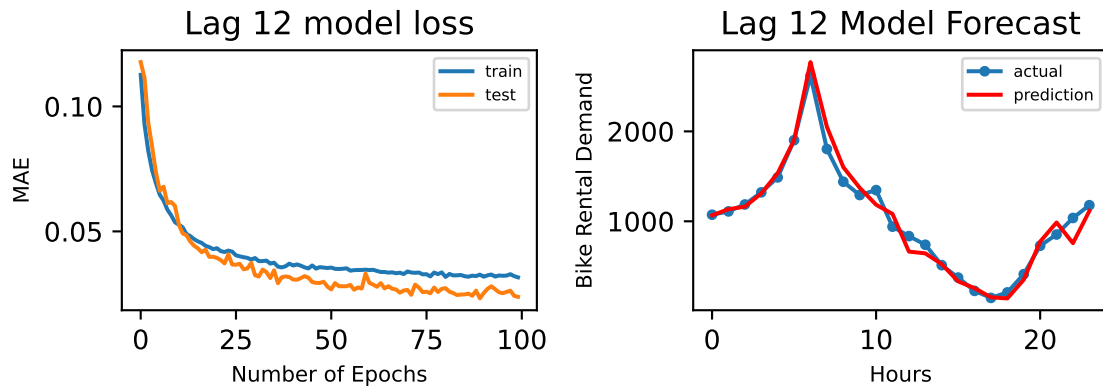 Lag 12 model loss
MAE
0.10
0.05
train
test
0
25
50
75
100
Number of Epochs
Lag 12 Model Forecast
Bike Rental Demand
2000
1000
actual
prediction
0
10
20
Hours